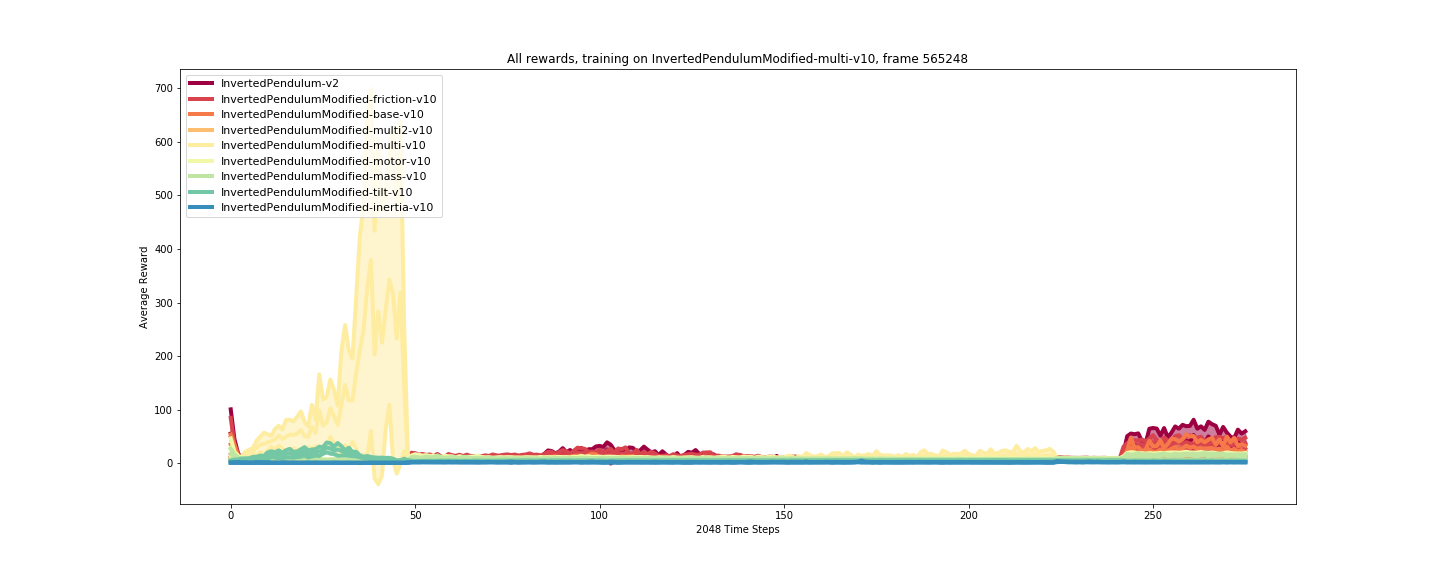 All rewards, training on InvertedPendulumModified-multi-v10, frame 565248
InvertedPendulum-v2
InvertedPendulumModified-friction-v10
InvertedPendulumModified-base-v10
InvertedPendulumModified-multi2-v10
InvertedPendulumModified-multi-v10
InvertedPendulumModified-motor-v10
InvertedPendulumModified-mass-v10
InvertedPendulumModified-tilt-v10
InvertedPendulumModified-inertia-v10
Average Reward
700
600
500
400
300
200
100
0
0 50 100 150 200 250
2048 Time Steps